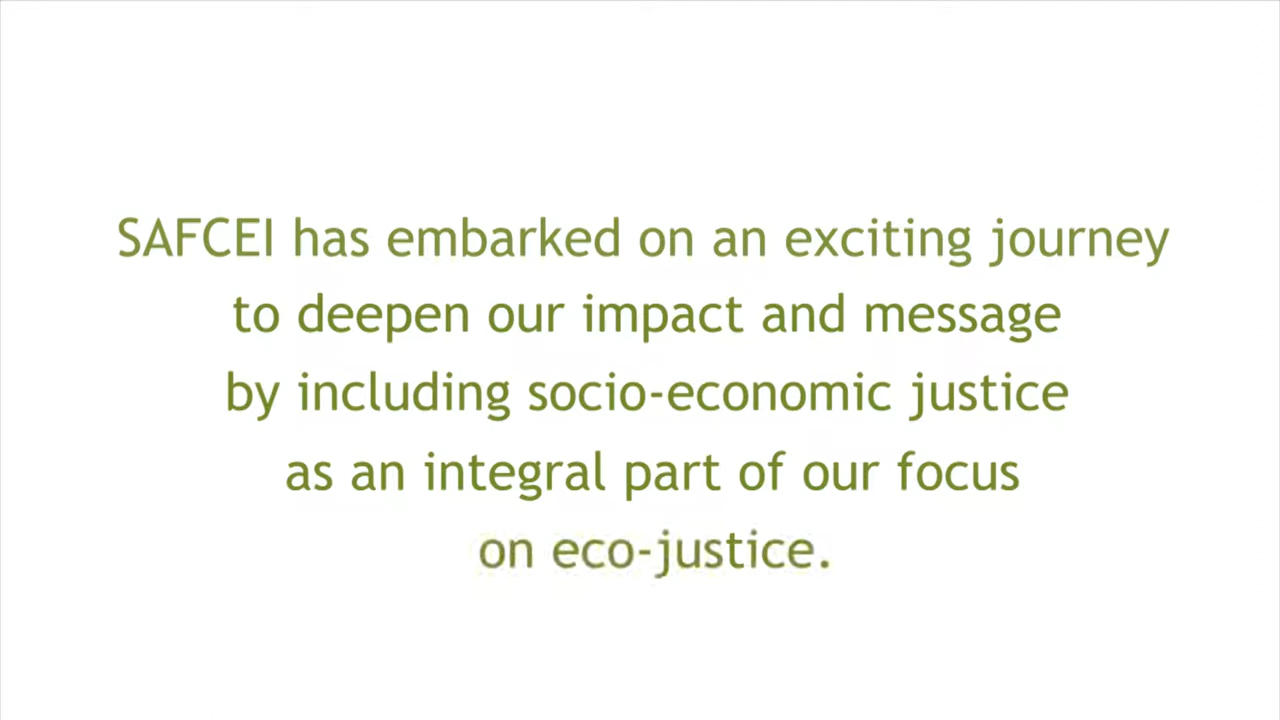 SAFCEI has embarked on an exciting journey
to deepen our impact and message
by including socio-economic justice
as an integral part of our focus
on eco-justice.